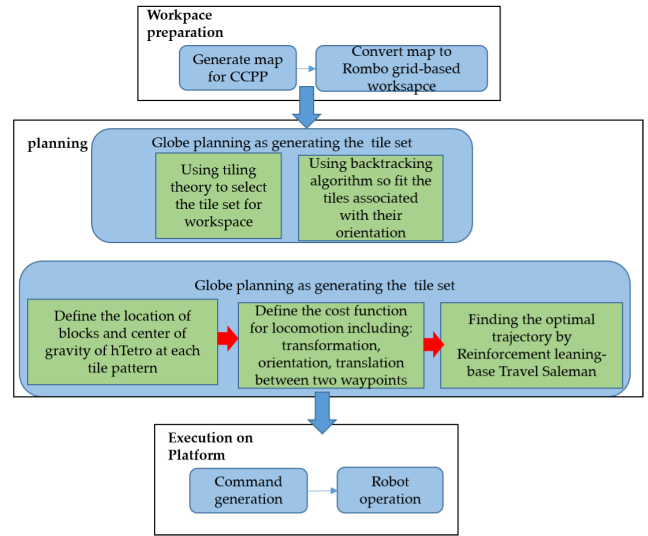 Workpace
preparation
Generate map
for CCPP
Convert map to
Rombo grid-based
worksapce
planning
Globe planning as generating the tile set
Using tiling
theory to select
the tile set for
workspace
Using backtracking
algorithm so fit the
tiles associated
with their
orientation
Globe planning as generating the tile set
Define the location of
blocks and center of
gravity of hTetro at each
tile pattern
Define the cost function
for locomotion including:
transformation,
orientation, translation
between two waypoints
Finding the optimal
trajectory by
Reinforcement leaning-
base Travel Saleman
Execution on
Platform
Command
generation
Robot
operation